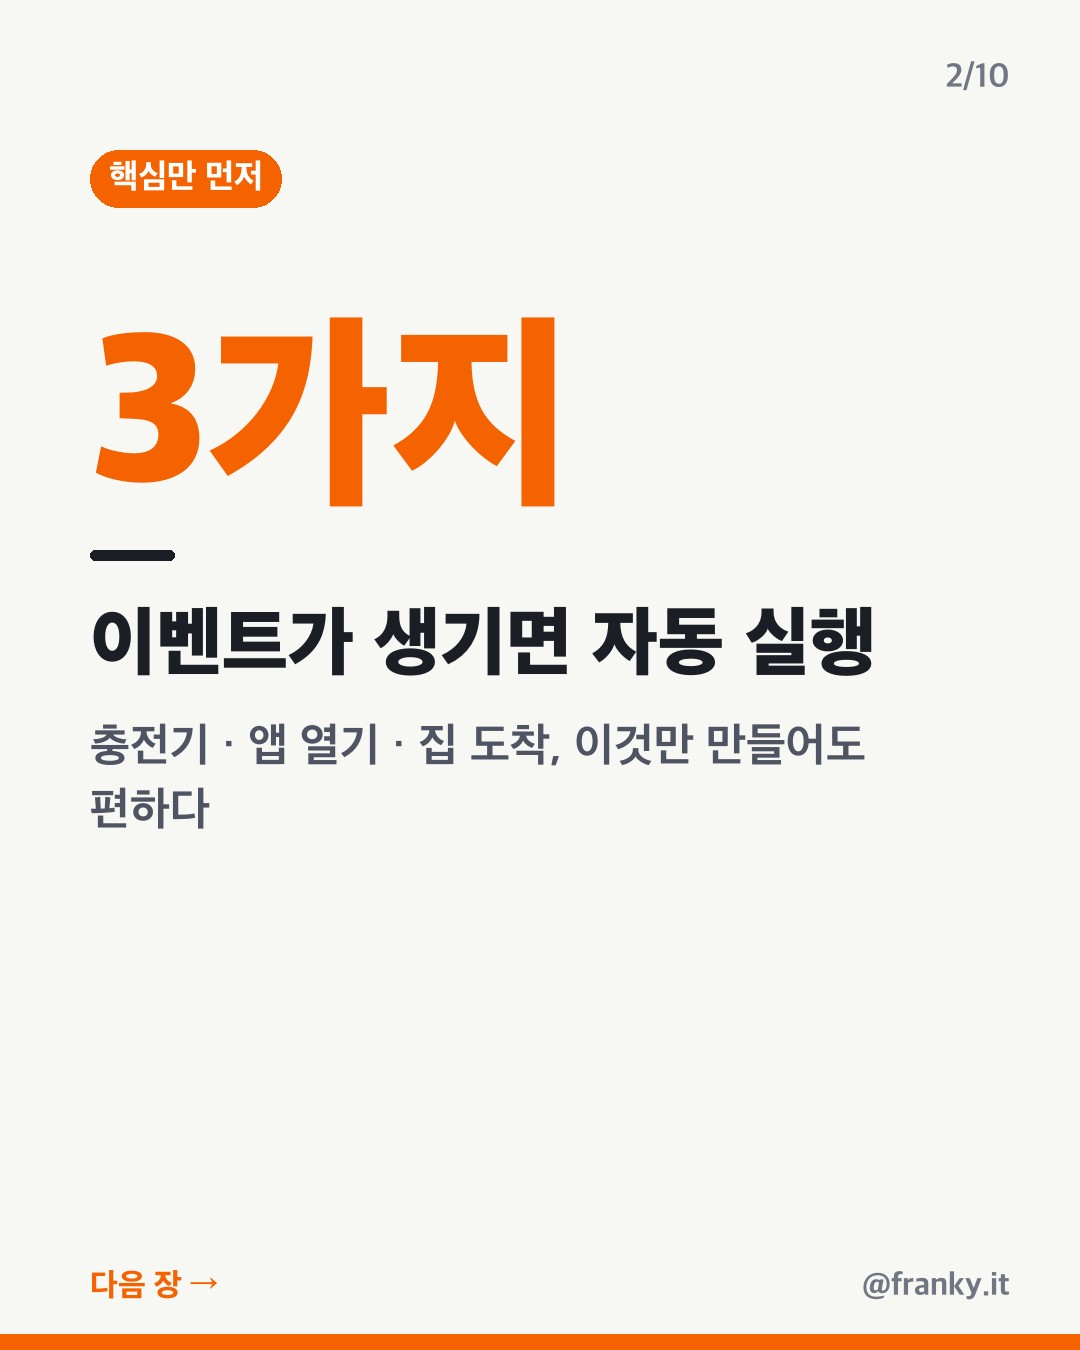 2/10
핵심만 먼저
3가지
이벤트가 생기면 자동 실행
충전기 · 앱 열기 · 집 도착, 이것만 만들어도
편하다
다음 장 →
@franky.it